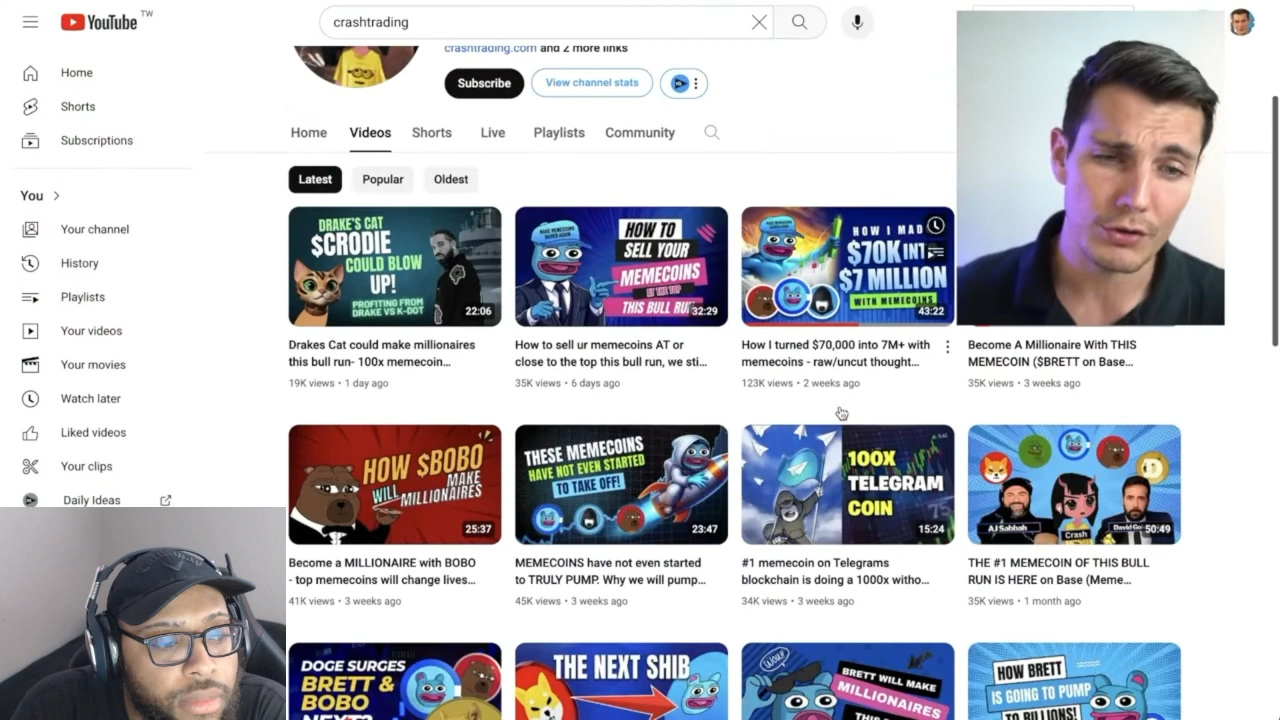 YouTube TW
crashtrading
crashtrading.com and 2 more links
Subscribe
View channel stats
Home
Shorts
Subscriptions
You
Your channel
History
Playlists
Your videos
Your movies
Watch later
Liked videos
Your clips
Daily Ideas
Home
Videos
Shorts
Live
Playlists
Community
Latest
Popular
Oldest
DRAKE'S CAT
$CRODIE
COULD BLOW
UP!
PROFITING FROM
DRAKE VS K-DOT
22:06
Drakes Cat could make millionaires
this bull run- 100x memecoin...
19K views • 1 day ago
HOW TO
SELL YOUR
MEMECOINS
AT THE TOP
THIS BULL RU
32:29
How to sell ur memecoins AT or
close to the top this bull run, we sti...
35K views • 6 days ago
HOW I MAD
$70K INT
$7 MILLION
WITH MEMECOINS
43:22
How I turned $70,000 into 7M+ with
memecoins - raw/uncut thought...
123K views • 2 weeks ago
Become A Millionaire With THIS
MEMECOIN ($BRETT on Base...
35K views • 3 weeks ago
HOW $BOBO
WILL MAKE
MILLIONAIRES
25:37
Become a MILLIONAIRE with BOBO
- top memecoins will change lives...
41K views • 3 weeks ago
THESE MEMECOINS
HAVE NOT EVEN STARTED
TO TAKE OFF!
23:47
MEMECOINS have not even started
to TRULY PUMP. Why we will pump...
45K views • 3 weeks ago
100X
TELEGRAM
COIN
15:24
#1 memecoin on Telegrams
blockchain is doing a 1000x witho...
34K views • 3 weeks ago
AJ Sabbah
Crash
David Go
50:49
THE #1 MEMECOIN OF THIS BULL
RUN IS HERE on Base (Meme...
35K views • 1 month ago
DOGE SURGES
BRETT &
BOBO
NEXT?
THE NEXT SHIB
WOW!
BRETT WILL MAKE
MILLIONAIRES
HOW BRETT
IS GOING TO PUMP
TO BILLIONS!